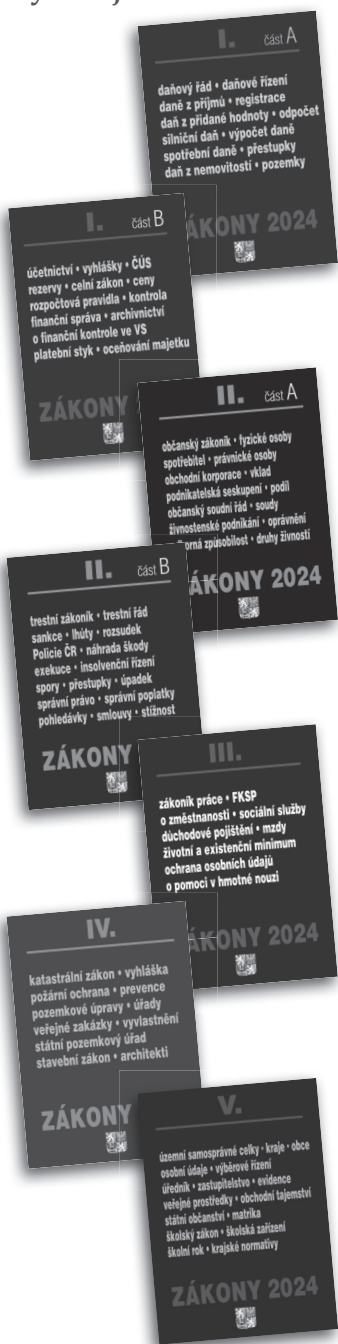 I. část A
daňový řád • daňové řízení
daně z příjmů • registrace
daň z přidané hodnoty • odpočet
silniční daň • výpočet daně
spotřební daně • přestupky
daň z nemovitostí • pozemky
ZÁKONY 2024
I. část B
účetnictví • vyhlášky • ČÚS
rezervy • celní zákon • ceny
rozpočtová pravidla • kontrola
finanční správa • archivnictví
o finanční kontrole ve VS
platební styk • oceňování majetku
ZÁKONY
II. část A
občanský zákoník • fyzické osoby
spotřebitel • právnické osoby
obchodní korporace • vklad
podnikatelská seskupení • podíl
občanský soudní řád • soudy
živnostenské podnikání • oprávnění
odborná způsobilost • druhy živností
ZÁKONY 2024
II. část B
trestní zákoník • trestní řád
sankce • lhůty • rozsudek
Policie ČR • náhrada škody
exekuce • insolvenční řízení
spory • přestupky • úpadek
správní právo • správní poplatky
pohledávky • smlouvy • stížnost
ZÁKONY
III.
zákoník práce • FKSP
o změstnanosti • sociální služby
důchodové pojištění • mzdy
životní a existenční minimum
ochrana osobních údajů
o pomoci v hmotné nouzi
ZÁKONY 2024
IV.
katastrální zákon • vyhláška
požární ochrana • prevence
pozemkové úpravy • úřady
veřejné zakázky • vyvlastnění
státní pozemkový úřad
stavební zákon • architekti
ZÁKONY
V.
územní samosprávné celky • kraje • obce
osobní údaje • výběrové řízení
úředník • zastupitelstvo • evidence
veřejné prostředky • obchodní tajemství
státní občanství • matrika
školský zákon • školská zařízení
školní rok • krajské normativy
ZÁKONY 2024